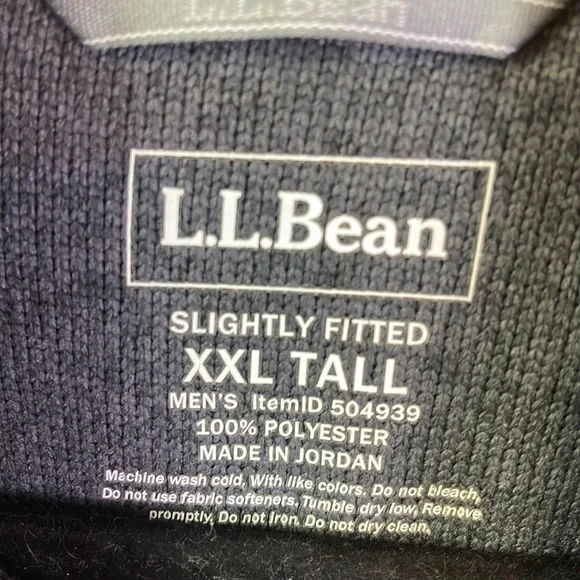 L.L.Bean
L.L.Bean
SLIGHTLY FITTED
XXL TALL
MEN'S ItemID 504939
100% POLYESTER
MADE IN JORDAN
Machine wash cold, With like colors. Do not bleach,
Do not use fabric softeners, Tumble dry low, Remove
promptly, Do not iron. Do not dry clean.